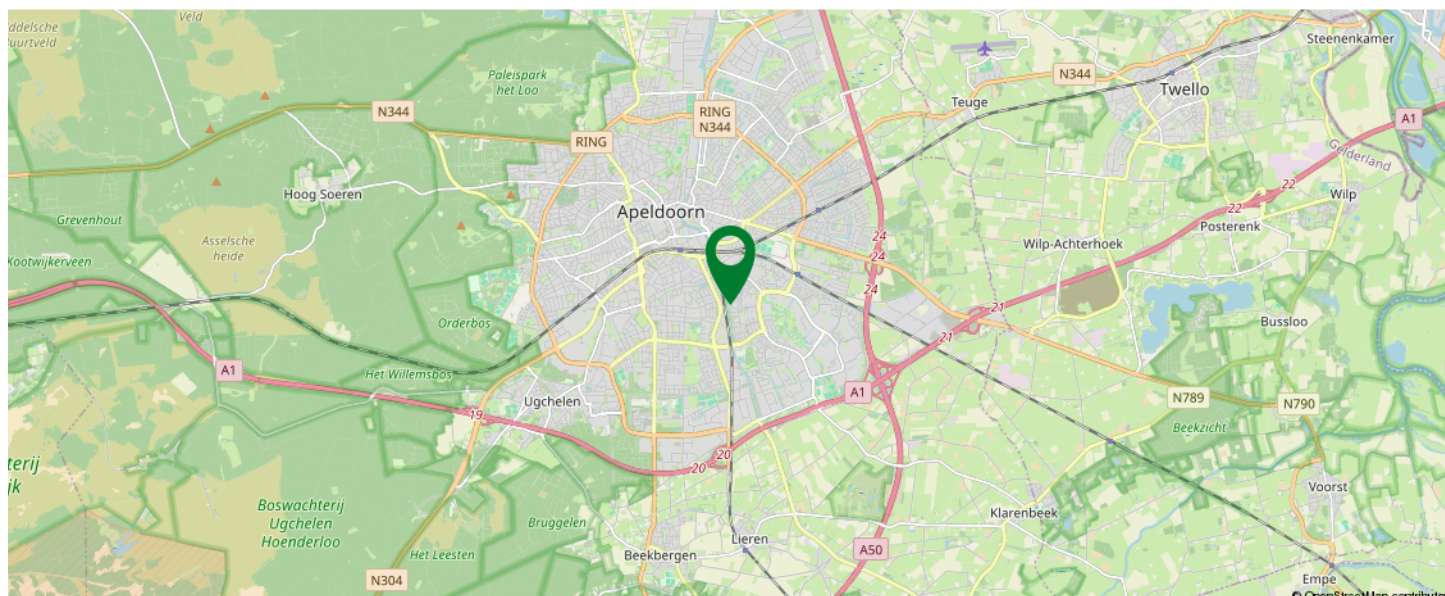 Veld
ddelsche
uurtveld
Steenenkamer
Paleispark
het Loo
N344
Twello
Teuge
N344
RING
N344
A1
RING
Gelderland
Hoog Soeren
22
Wilp
Grevenhout
Apeldoorn
22
Posterenk
Asselsche
heide
24
Wilp-Achterhoek
Kootwijkerveen
24
24
21
Orderbos
Bussloo
21
A1
Het Willemsbos
A1
N789
N790
Ugchelen
19
Beekzicht
20
20
terij
jk
Voorst
Boswachterij
Ugchelen
Hoenderloo
Klarenbeek
Bruggelen
Lieren
A50
Het Leesten
Beekbergen
N304
Empe
© OpenStreetMap contribute